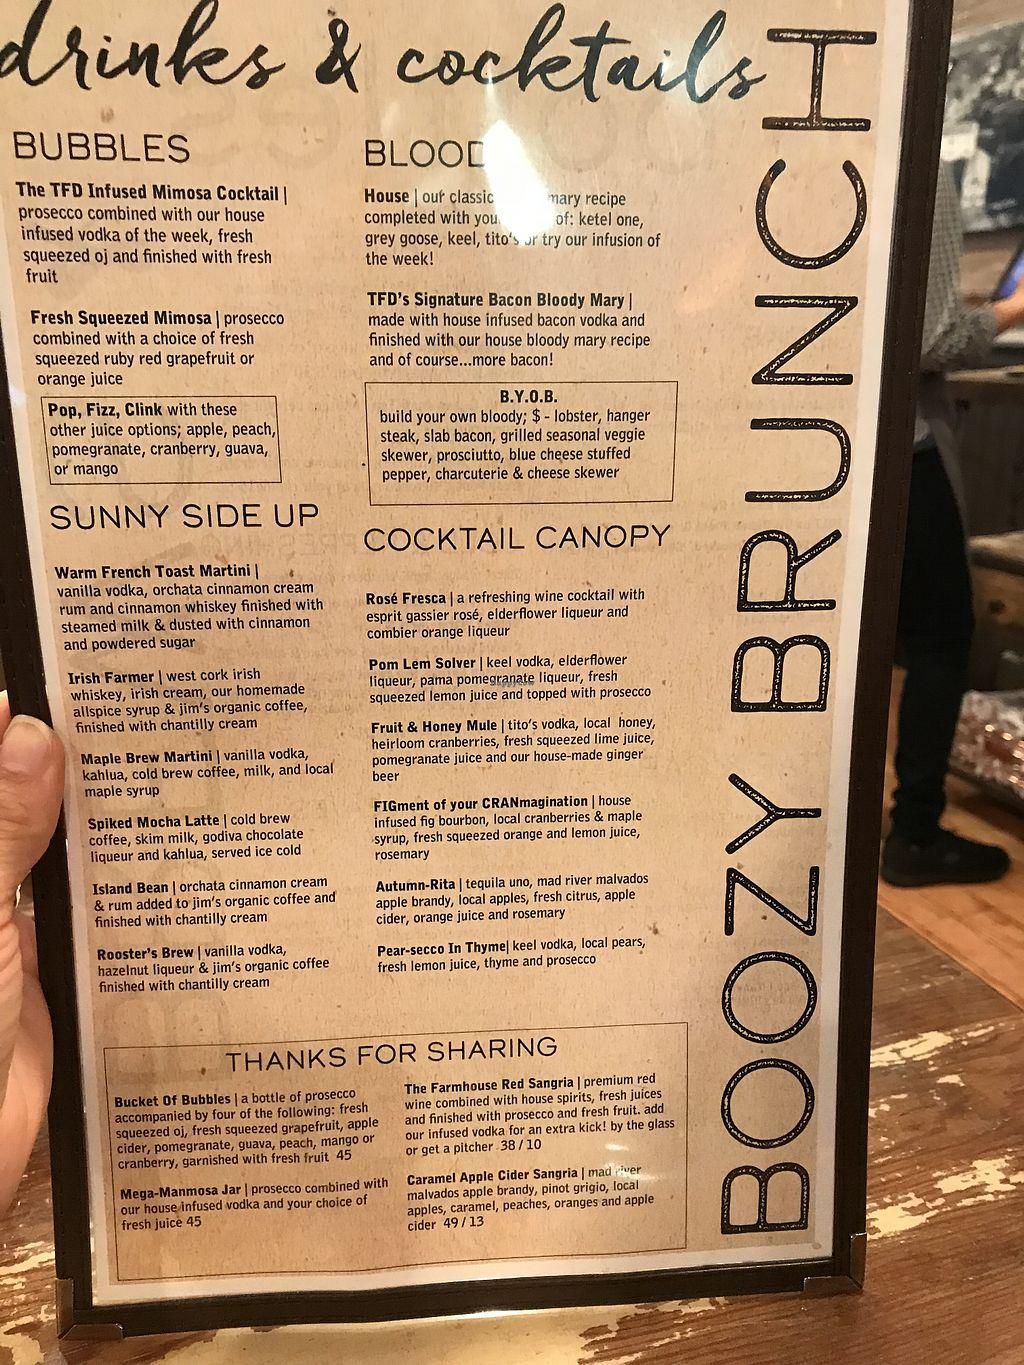 drinks & cocktails
BUBBLES
The TFD Infused Mimosa Cocktail |
prosecco combined with our house
infused vodka of the week, fresh
squeezed oj and finished with fresh
fruit
Fresh Squeezed Mimosa | prosecco
combined with a choice of fresh
squeezed ruby red grapefruit or
orange juice
Pop, Fizz, Clink with these
other juice options; apple, peach,
pomegranate, cranberry, guava,
or mango
SUNNY SIDE UP
Warm French Toast Martini |
vanilla vodka, orchata cinnamon cream
rum and cinnamon whiskey finished with
steamed milk & dusted with cinnamon
and powdered sugar
Irish Farmer | west cork irish
whiskey, irish cream, our homemade
allspice syrup & jim's organic coffee,
finished with chantilly cream
Maple Brew Martini | vanilla vodka,
kahlua, cold brew coffee, milk, and local
maple syrup
Spiked Mocha Latte | cold brew
coffee, skim milk, godiva chocolate
liqueur and kahlua, served ice cold
Island Bean | orchata cinnamon cream
& rum added to jim's organic coffee and
finished with chantilly cream
Rooster's Brew | vanilla vodka,
hazelnut liqueur & jim's organic coffee
finished with chantilly cream
BLOOD
House | our classic mary recipe
completed with of: ketel one,
grey goose, keel, tito's or try our infusion of
the week!
TFD's Signature Bacon Bloody Mary |
made with house infused bacon vodka and
finished with our house bloody mary recipe
and of course...more bacon!
B.Y.O.B.
build your own bloody; $ - lobster, hanger
steak, slab bacon, grilled seasonal veggie
skewer, prosciutto, blue cheese stuffed
pepper, charcuterie & cheese skewer
COCKTAIL CANOPY
Rosé Fresca | a refreshing wine cocktail with
esprit gassier rosé, elderflower liqueur and
combier orange liqueur
Pom Lem Solver | keel vodka, elderflower
liqueur, pama pomegranate liqueur, fresh
squeezed lemon juice and topped with prosecco
Fruit & Honey Mule | tito's vodka, local honey,
heirloom cranberries, fresh squeezed lime juice,
pomegranate juice and our house-made ginger
beer
FIGment of your CRANmagination | house
infused fig bourbon, local cranberries & maple
syrup, fresh squeezed orange and lemon juice,
rosemary
Autumn-Rita | tequila uno, mad river malvados
apple brandy, local apples, fresh citrus, apple
cider, orange juice and rosemary
Pear-secco In Thyme| keel vodka, local pears,
fresh lemon juice, thyme and prosecco
THANKS FOR SHARING
Bucket Of Bubbles | a bottle of prosecco
accompanied by four of the following: fresh
squeezed oj, fresh squeezed grapefruit, apple
cider, pomegranate, guava, peach, mango or
cranberry, garnished with fresh fruit 45
Mega-Manmosa Jar | prosecco combined with
our house infused vodka and your choice of
fresh juice 45
The Farmhouse Red Sangria | premium red
wine combined with house spirits, fresh juices
and finished with prosecco and fresh fruit. add
our infused vodka for an extra kick! by the glass
or get a pitcher 38 / 10
Caramel Apple Cider Sangria | mad river
malvados apple brandy, pinot grigio, local
apples, caramel, peaches, oranges and apple
cider 49 / 13
BOOZY BRUNCH